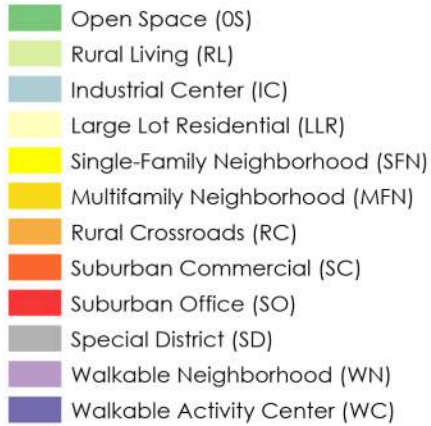 Open Space (0S)
Rural Living (RL)
Industrial Center (IC)
Large Lot Residential (LLR)
Single-Family Neighborhood (SFN)
Multifamily Neighborhood (MFN)
Rural Crossroads (RC)
Suburban Commercial (SC)
Suburban Office (SO)
Special District (SD)
Walkable Neighborhood (WN)
Walkable Activity Center (WC)